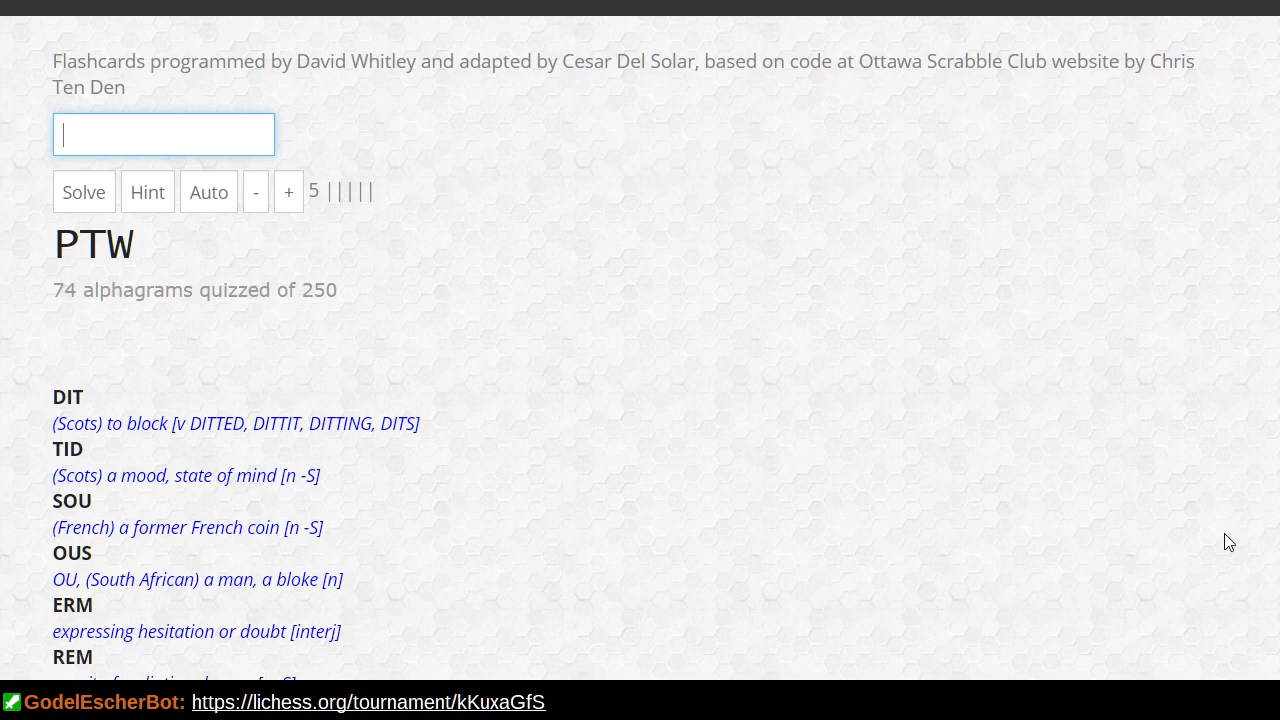 Flashcards programmed by David Whitley and adapted by Cesar Del Solar, based on code at Ottawa Scrabble Club website by Chris
Ten Den
Solve Hint Auto - + 5 |||||
PTW
74 alphagrams quizzed of 250
DIT
(Scots) to block [v DITTED, DITTIT, DITTING, DITS]
TID
(Scots) a mood, state of mind [n -S]
SOU
(French) a former French coin [n -S]
OUS
OU, (South African) a man, a bloke [n]
ERM
expressing hesitation or doubt [interj]
REM
GodelEscherBot: https://lichess.org/tournament/kKuxaGfS